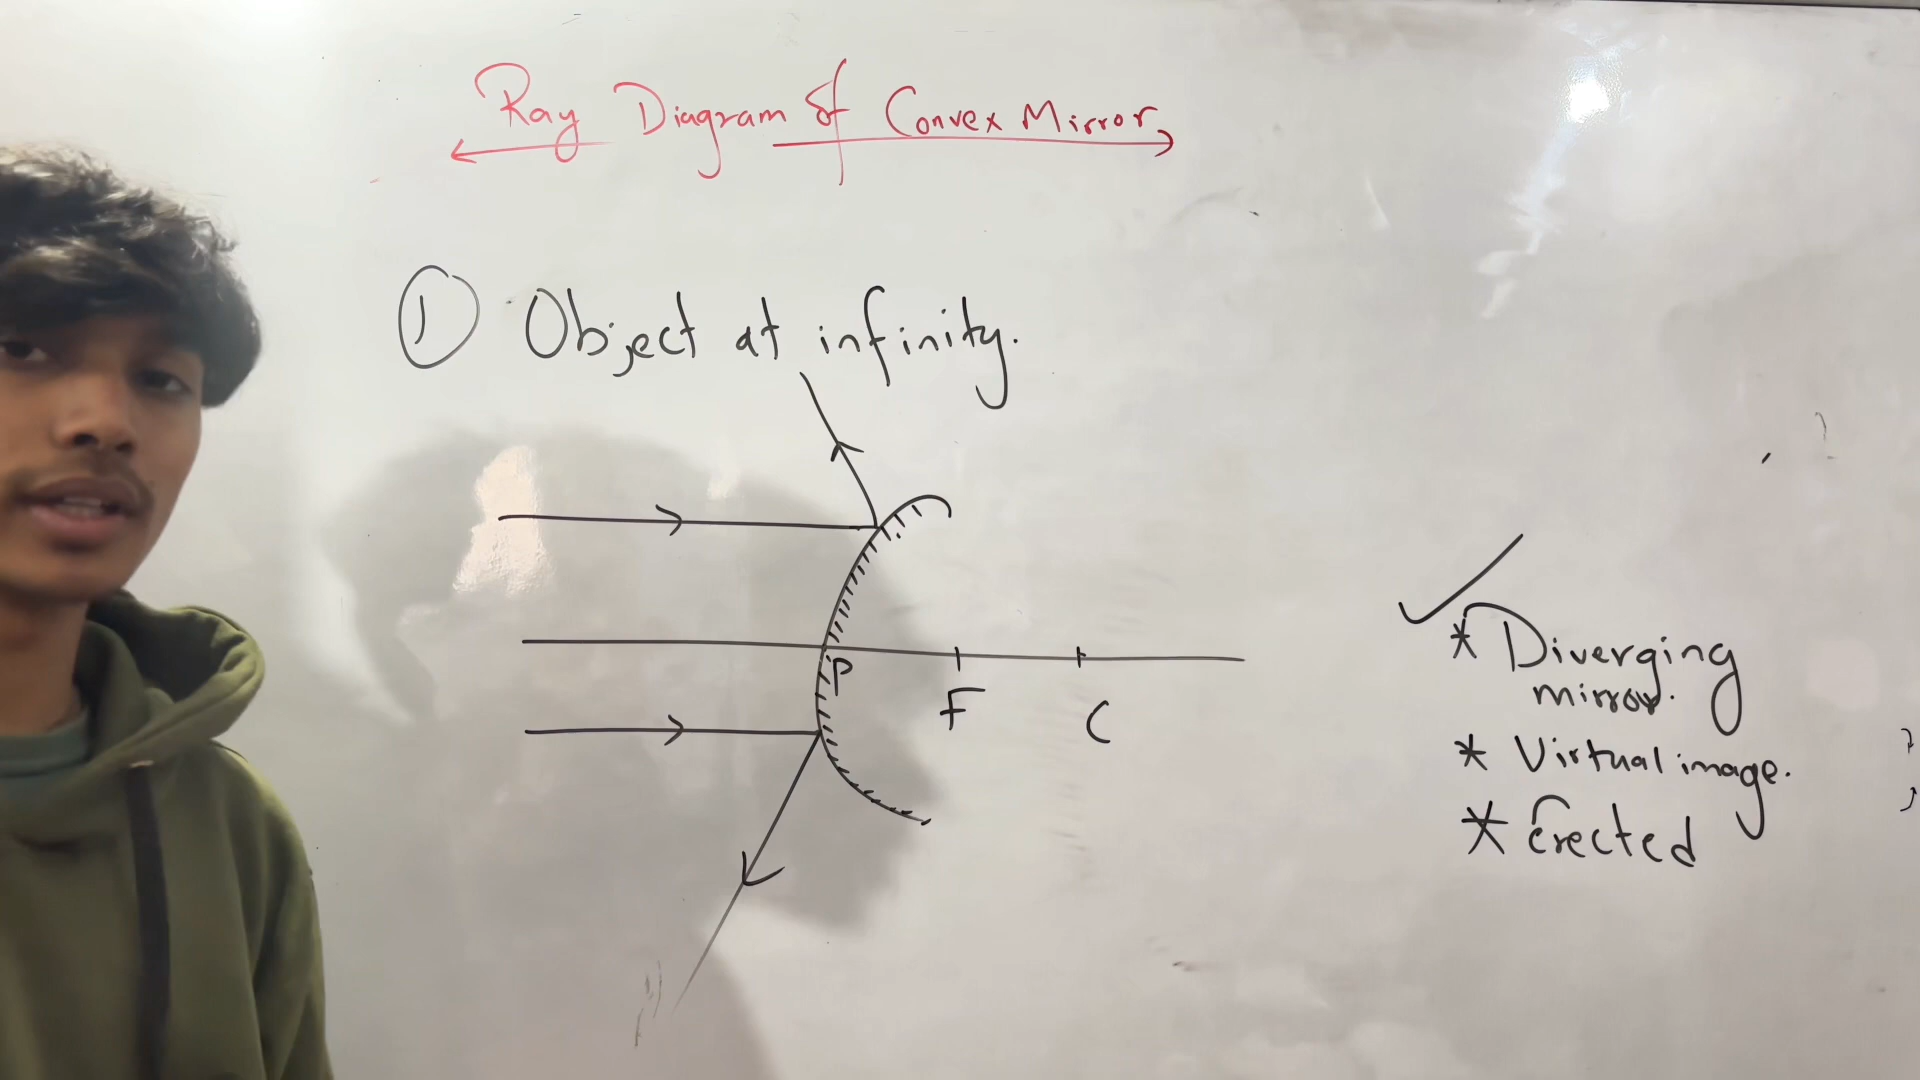 Ray Diagram of Convex Mirror
① Object at infinity.
P
F
C
* Diverging
mirror.
* Virtual image.
* Erected